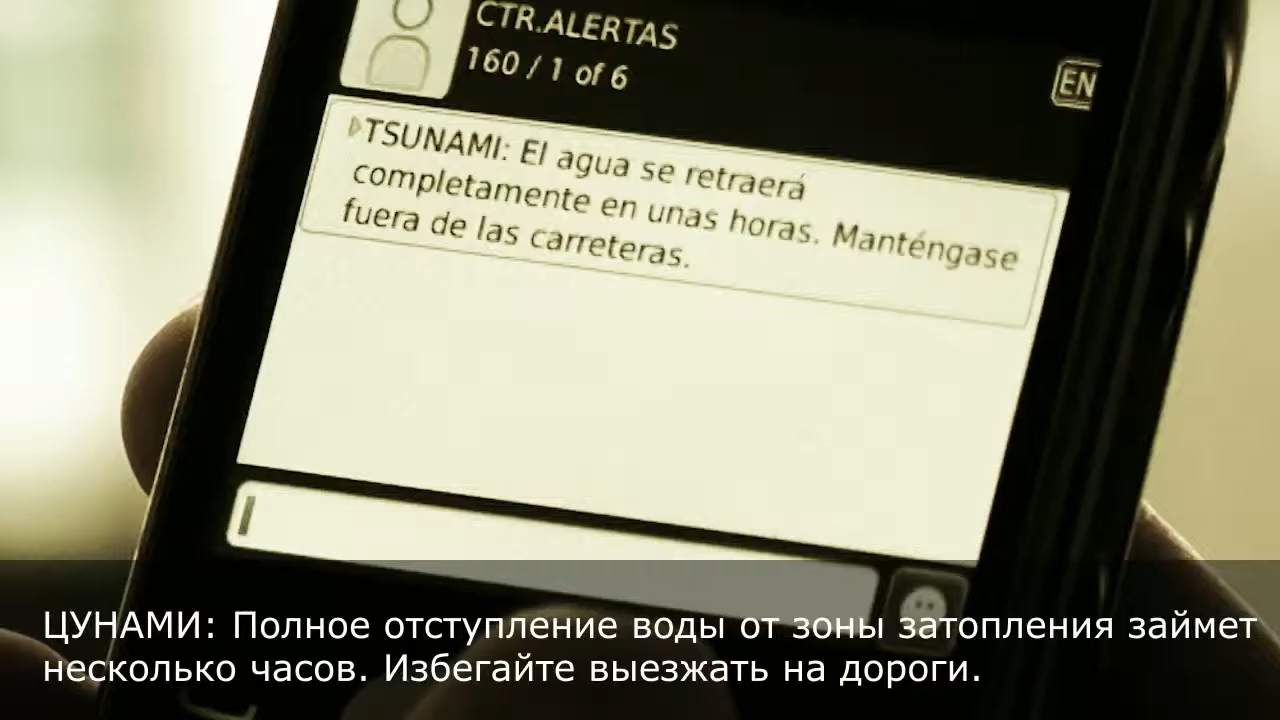 CTR.ALERTAS
160 / 1 of 6
EN
TSUNAMI: El agua se retraerá
completamente en unas horas. Manténgase
fuera de las carreteras.
ЦУНАМИ: Полное отступление воды от зоны затопления займет
несколько часов. Избегайте выезжать на дороги.